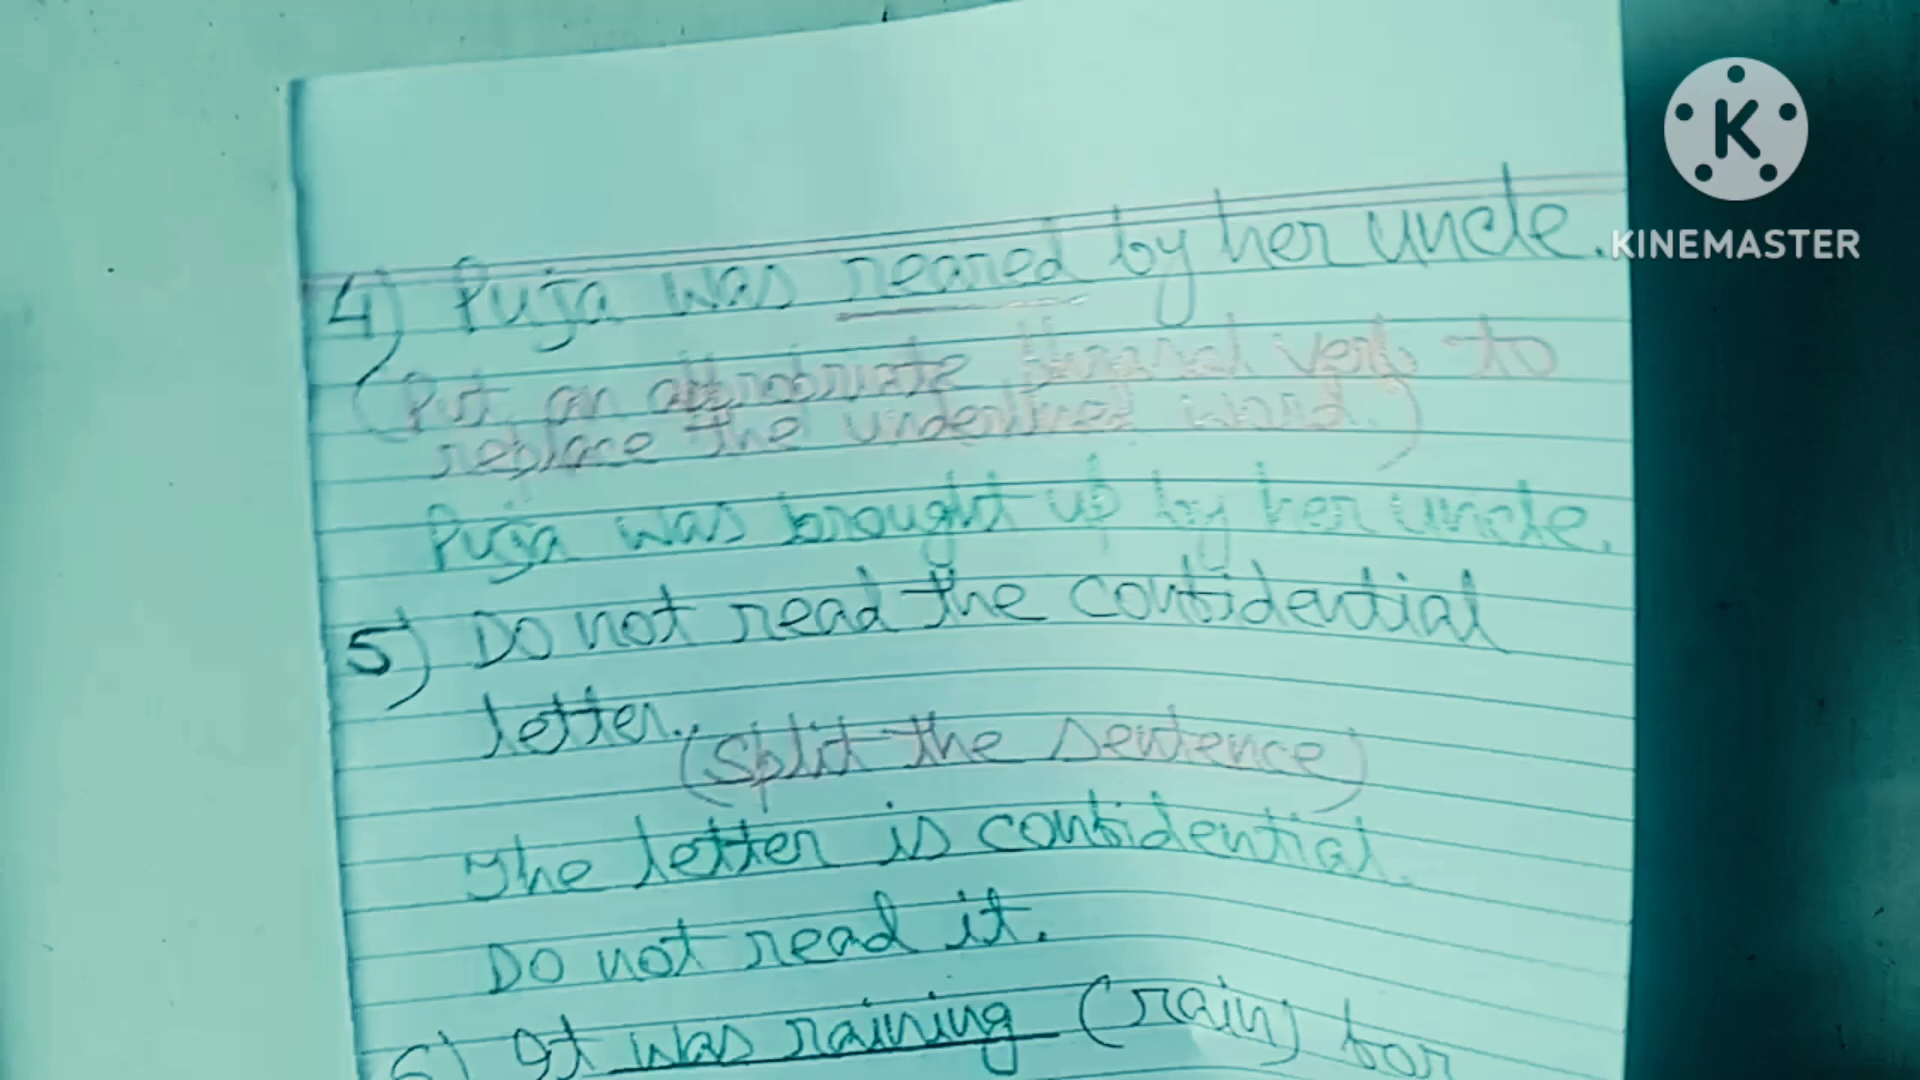 4) Puja was reared by her uncle.
(Put an appropriate phrasal verb to
replace the underlined word.)
Puja was brought up by her uncle.
5) Do not read the confidential
letter. (Split the sentence)
The letter is confidential.
Do not read it.
6) It was raining (rain) for
KINEMASTER